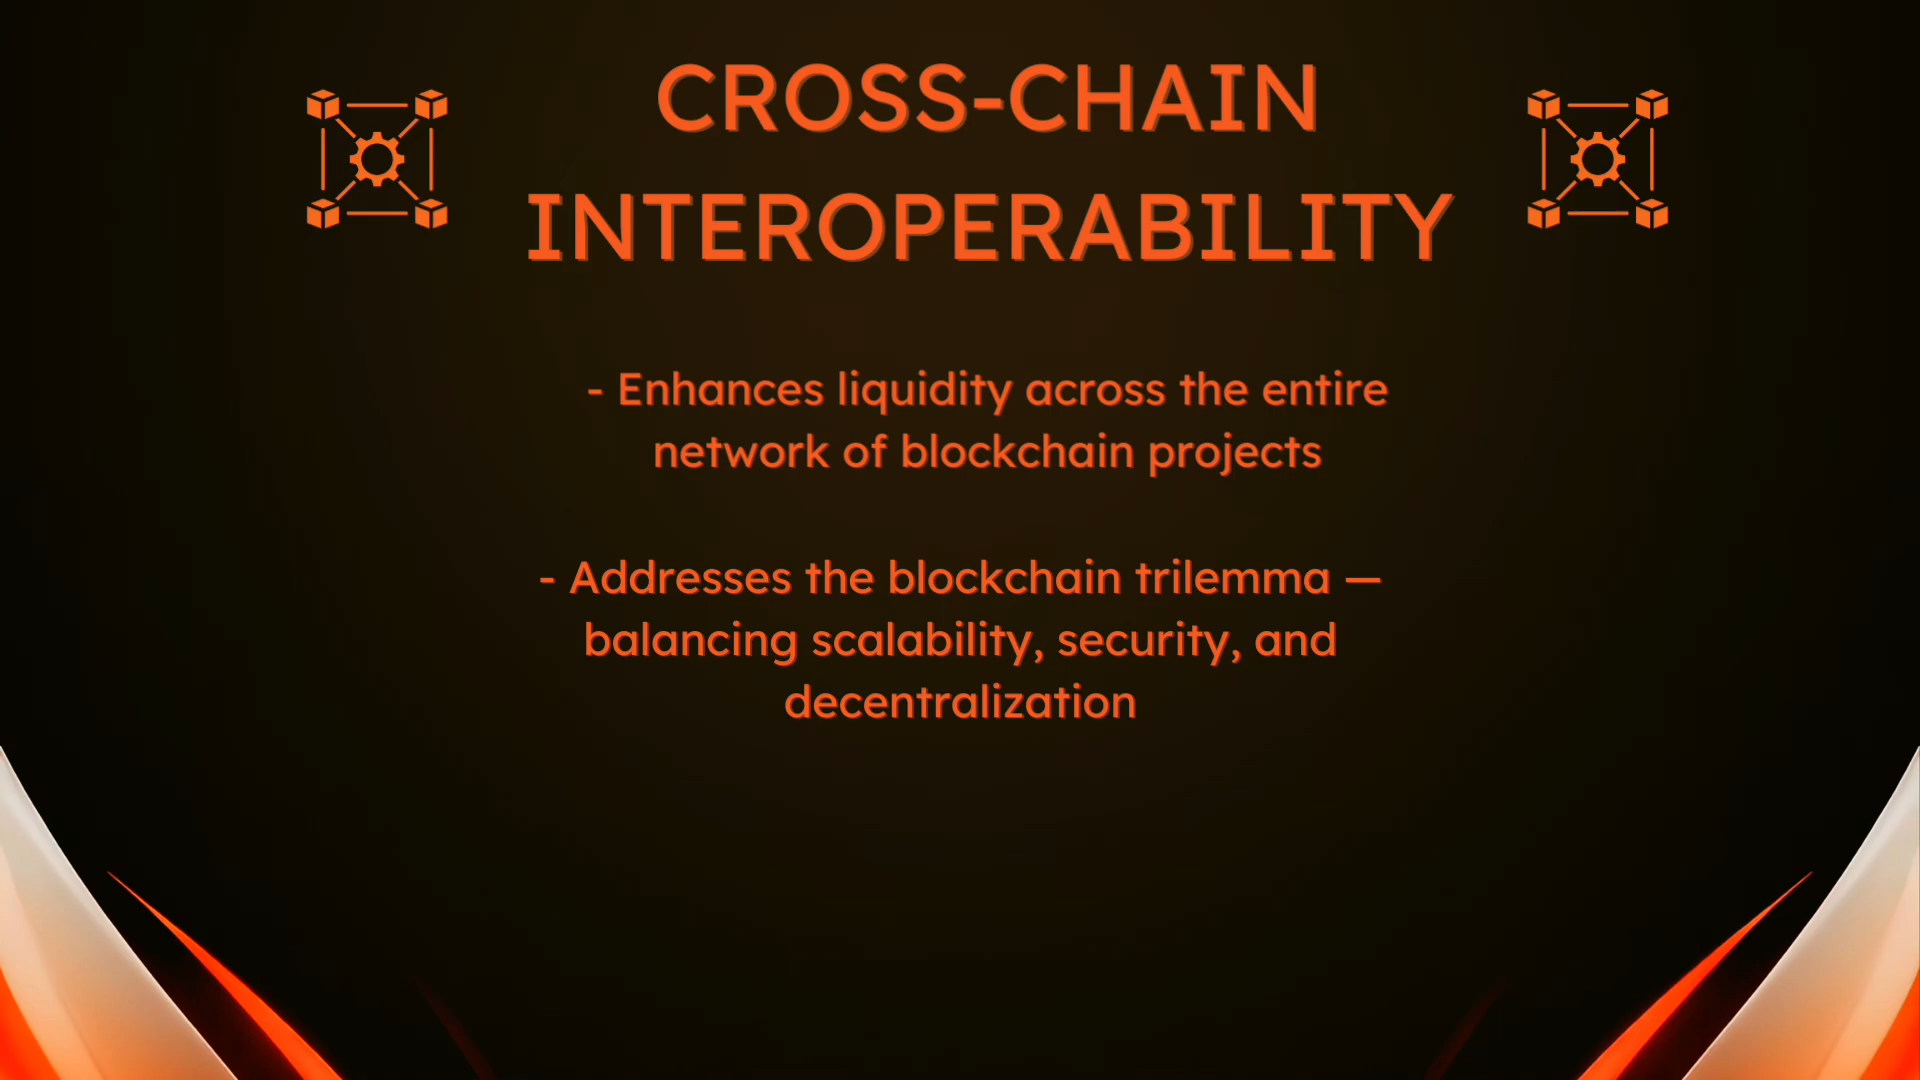 CROSS-CHAIN
INTEROPERABILITY
- Enhances liquidity across the entire
network of blockchain projects
- Addresses the blockchain trilemma —
balancing scalability, security, and
decentralization